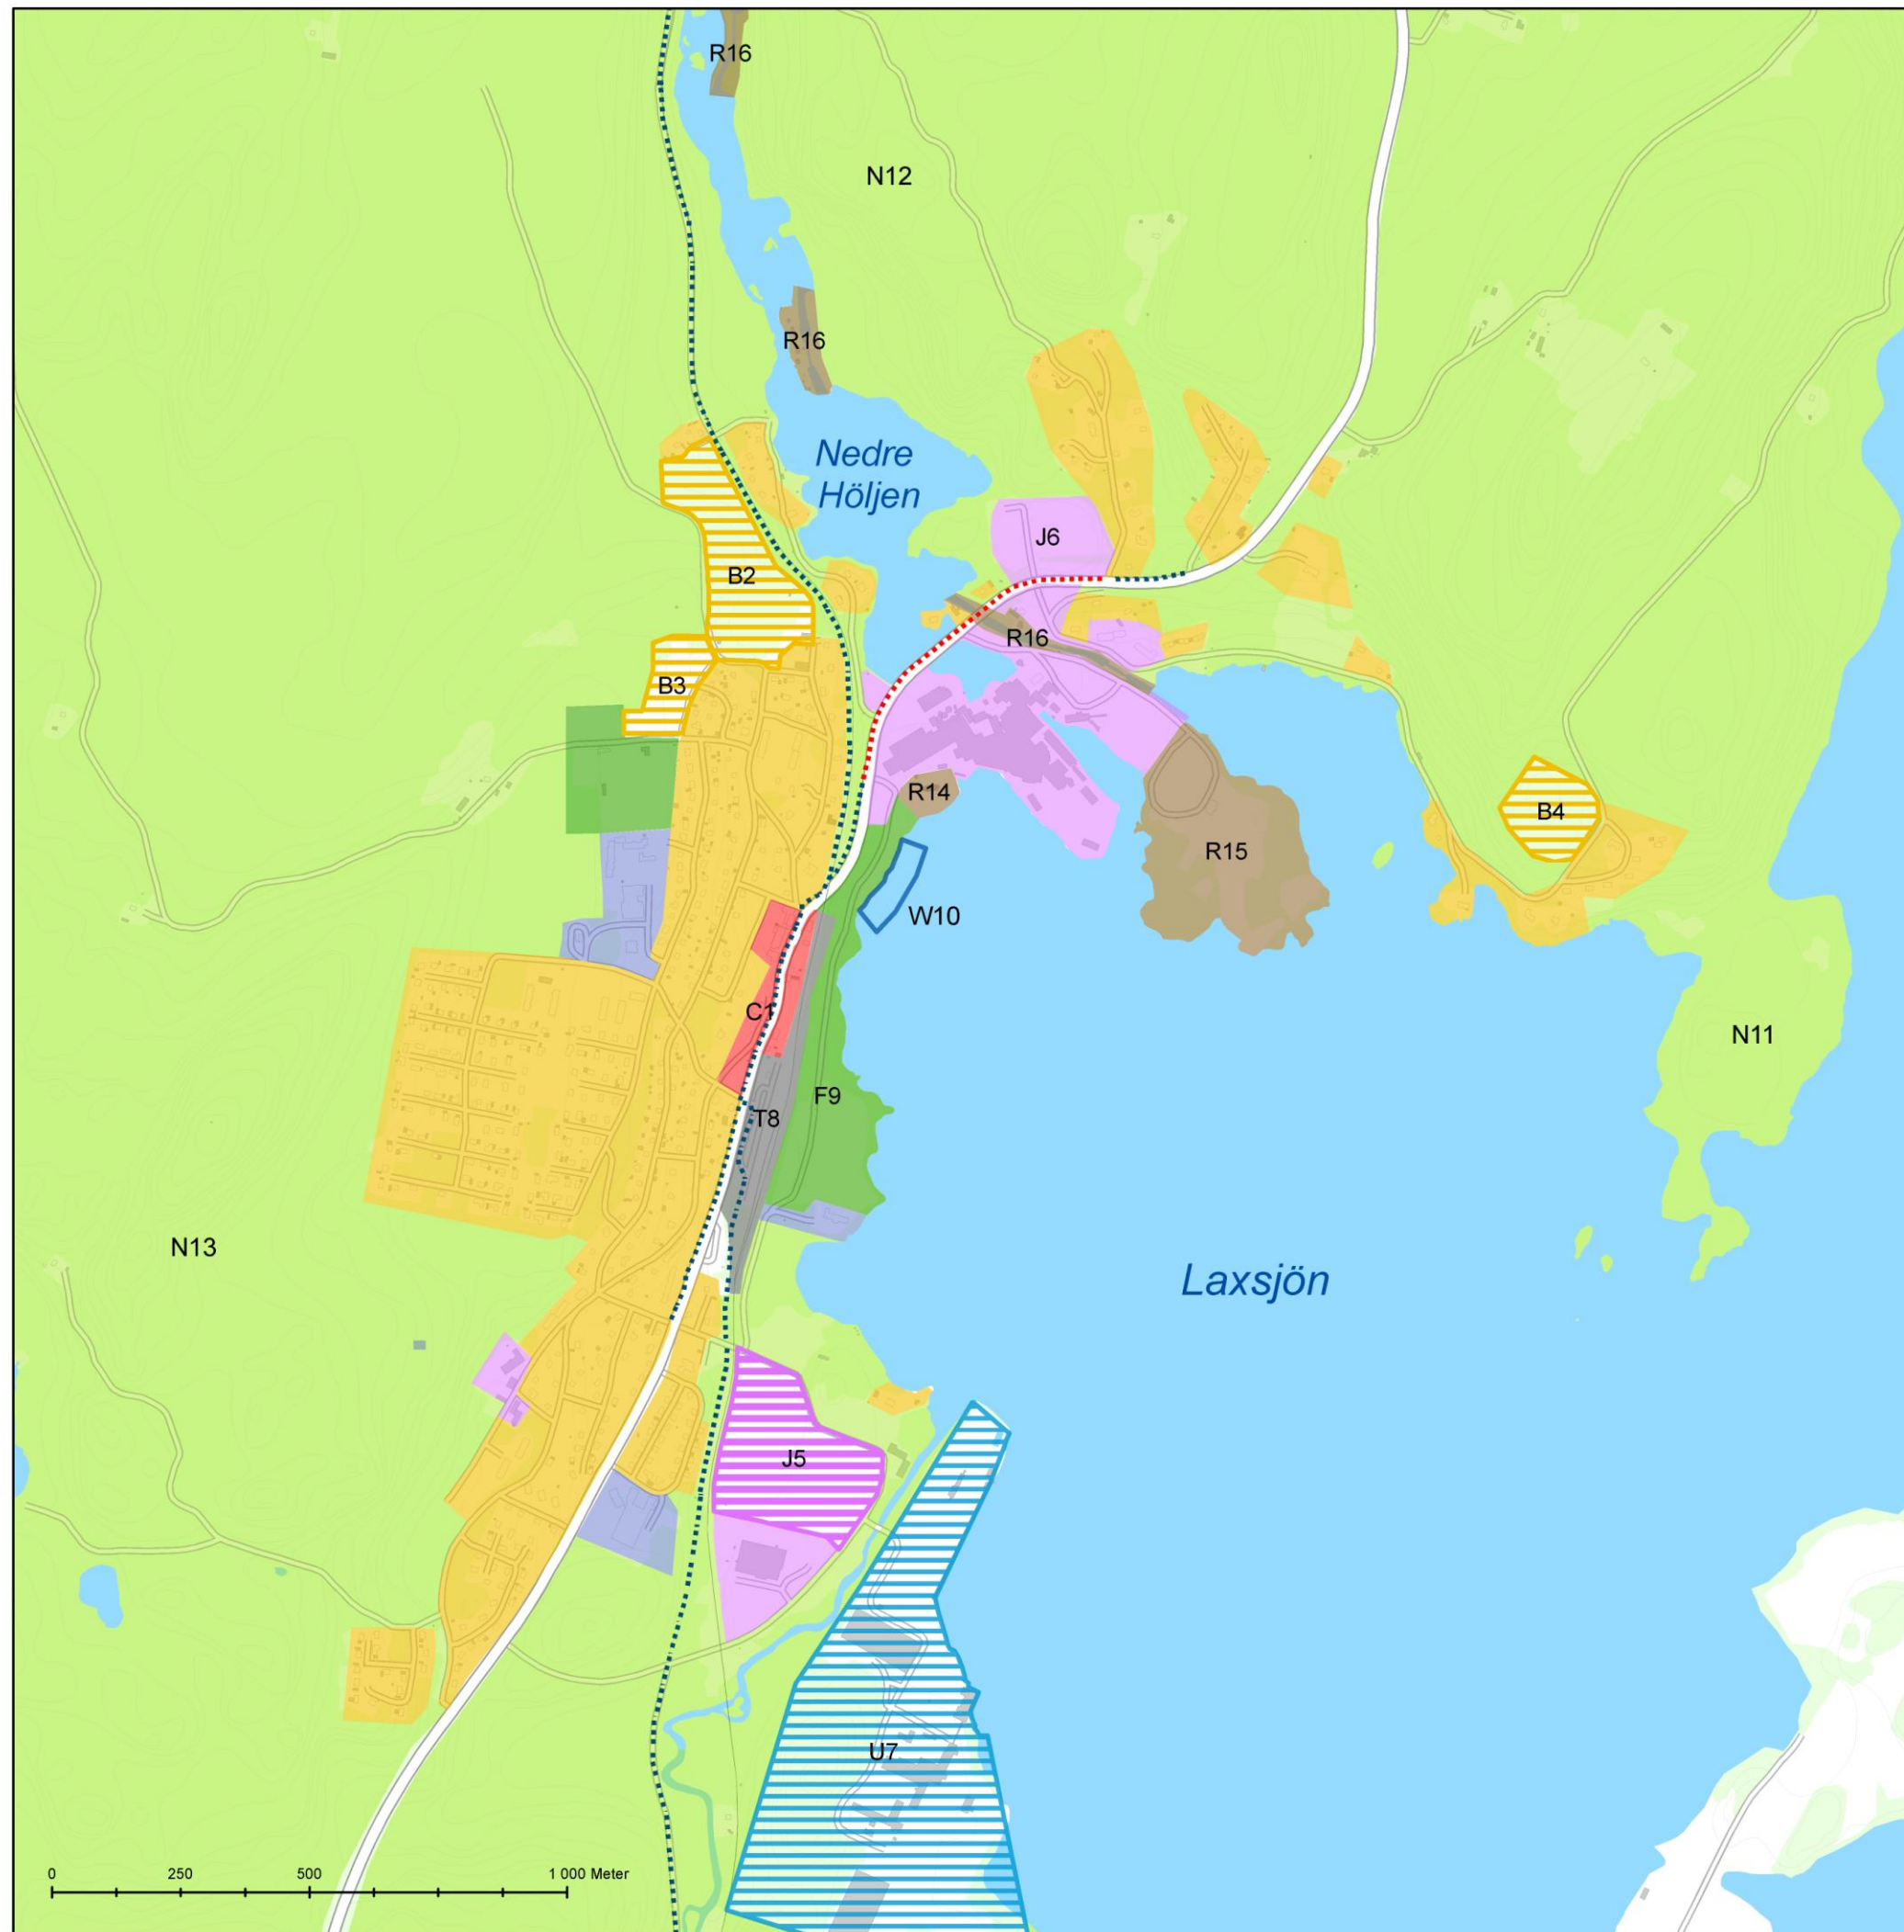 R16
N12
R16
Nedre
Höljen
J6
B2
R16
B3
R14
B4
R15
W10
C1
N11
F9
T8
N13
Laxsjön
J5
U7
0 250 500 1 000 Meter